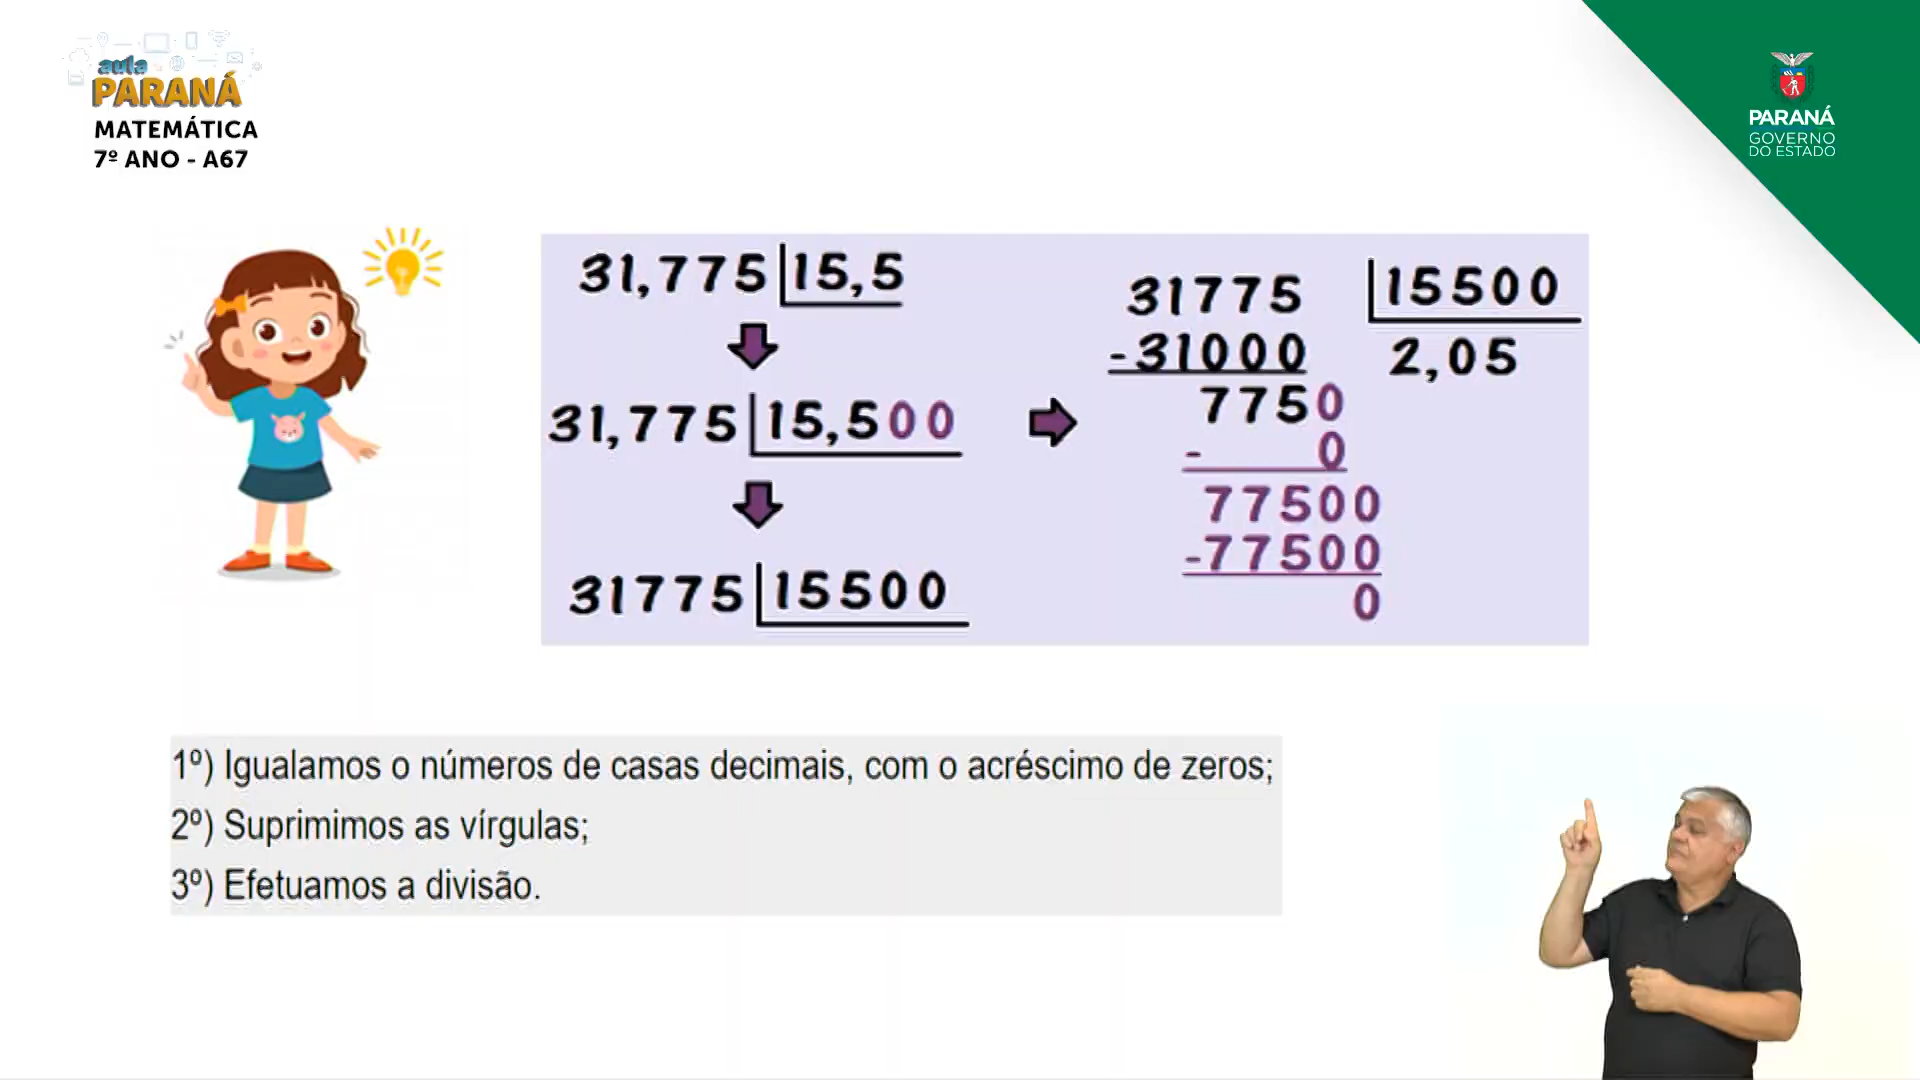 aula
PARANÁ
MATEMÁTICA
7º ANO - A67
PARANÁ
GOVERNO
DO ESTADO
31,775 15,5
31,775 15,500
31775 15500
31775 15500
-31000 2,05
7750
- 0
77500
-77500
0
1º) Igualamos o números de casas decimais, com o acréscimo de zeros;
2º) Suprimimos as vírgulas;
3º) Efetuamos a divisão.